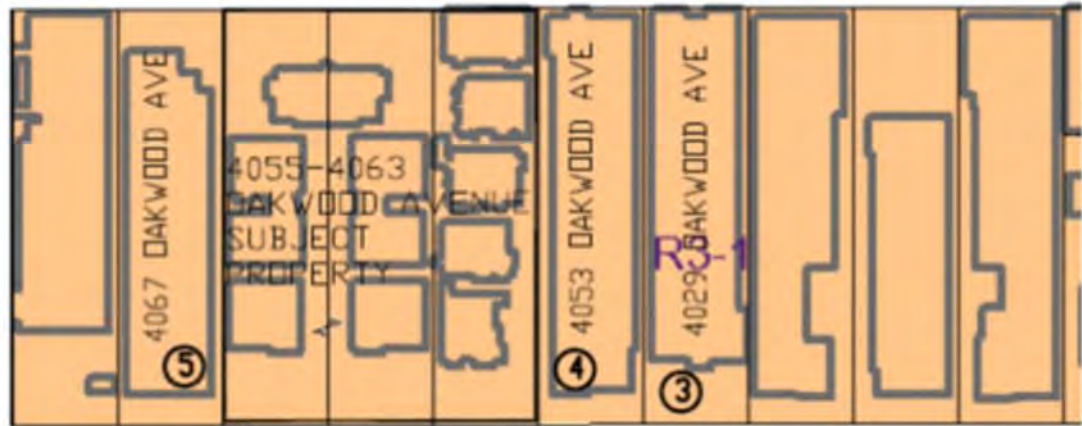 4067 OAKWOOD AVE
5
4055-4063
OAKWOOD AVENUE
SUBJECT
PROPERTY
4053 OAKWOOD AVE
4
4029 OAKWOOD AVE
R3-1
3